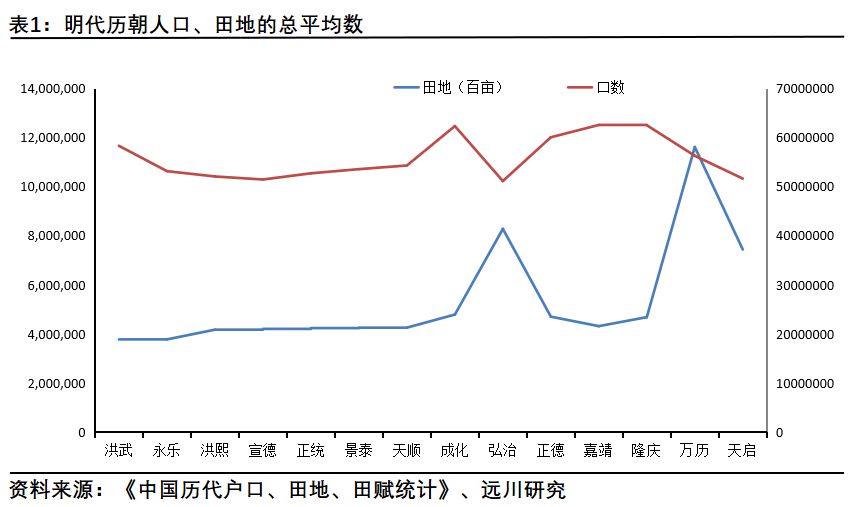 表1：明代历朝人口、田地的总平均数
田地（百亩） 口数
14,000,000 70000000
12,000,000 60000000
10,000,000 50000000
8,000,000 40000000
6,000,000 30000000
4,000,000 20000000
2,000,000 10000000
0 0
洪武 永乐 洪熙 宣德 正统 景泰 天顺 成化 弘治 正德 嘉靖 隆庆 万历 天启
资料来源：《中国历代户口、田地、田赋统计》、远川研究